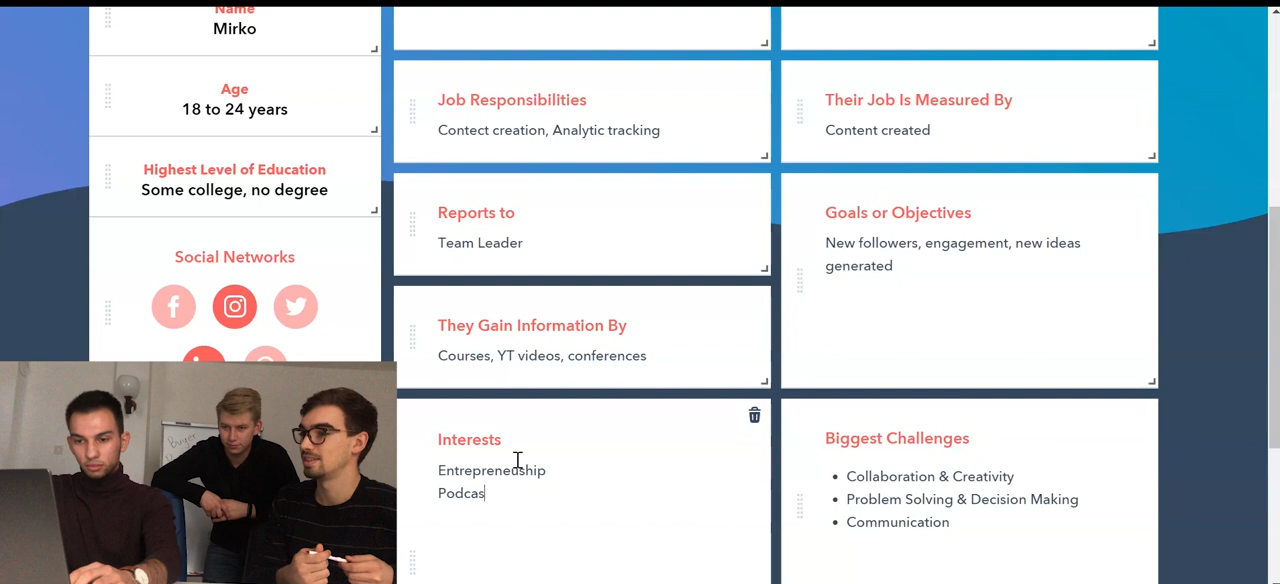 Name
Mirko
Age
18 to 24 years
Highest Level of Education
Some college, no degree
Social Networks
Job Responsibilities
Contect creation, Analytic tracking
Their Job Is Measured By
Content created
Reports to
Team Leader
Goals or Objectives
New followers, engagement, new ideas
generated
They Gain Information By
Courses, YT videos, conferences
Interests
Podcas
Biggest Challenges
Collaboration & Creativity
Problem Solving & Decision Making
Communication
Buyer